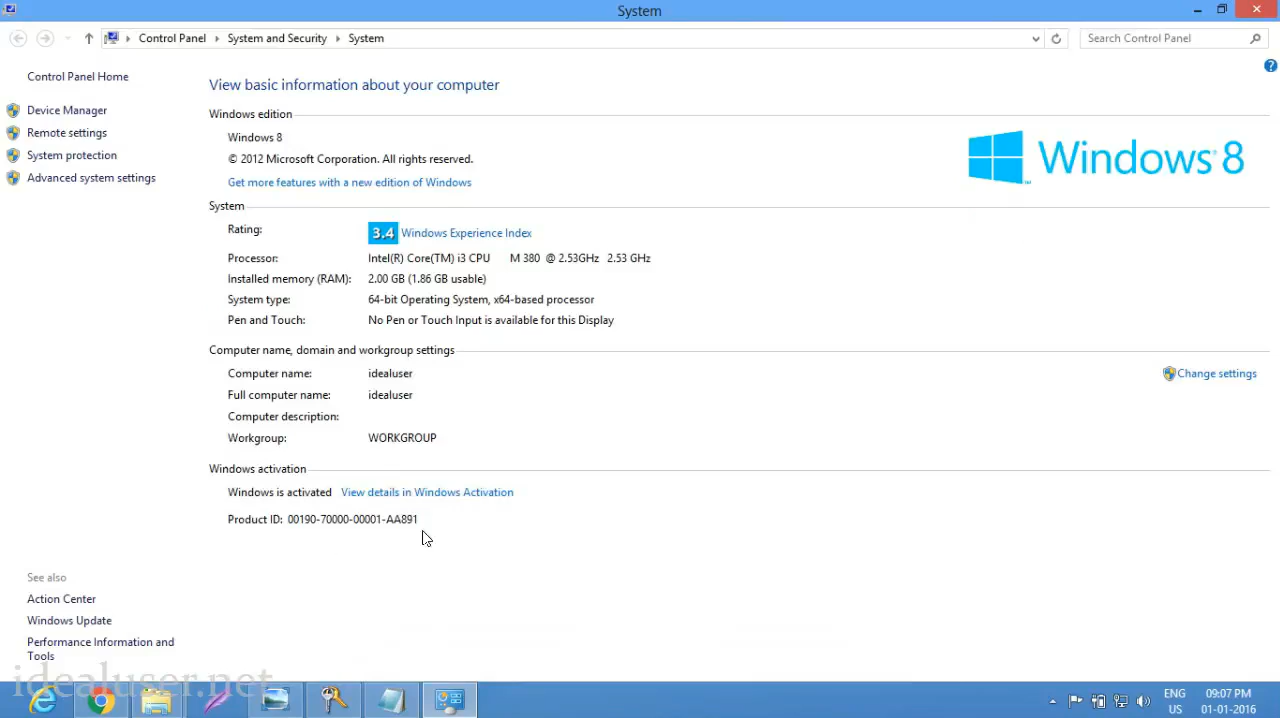 System
Control Panel System and Security System
Search Control Panel
Control Panel Home
Device Manager
Remote settings
System protection
Advanced system settings
View basic information about your computer
Windows edition
Windows 8
© 2012 Microsoft Corporation. All rights reserved.
Get more features with a new edition of Windows
Windows 8
System
Rating: 3.4 Windows Experience Index
Processor: Intel(R) Core(TM) i3 CPU M 380 @ 2.53GHz 2.53 GHz
Installed memory (RAM): 2.00 GB (1.86 GB usable)
System type: 64-bit Operating System, x64-based processor
Pen and Touch: No Pen or Touch Input is available for this Display
Computer name, domain and workgroup settings
Computer name: idealuser
Change settings
Full computer name: idealuser
Computer description:
Workgroup: WORKGROUP
Windows activation
Windows is activated View details in Windows Activation
Product ID: 00190-70000-00001-AA891
See also
Action Center
Windows Update
Performance Information and
Tools
idealuser.net
ENG 09:07 PM
US 01-01-2016